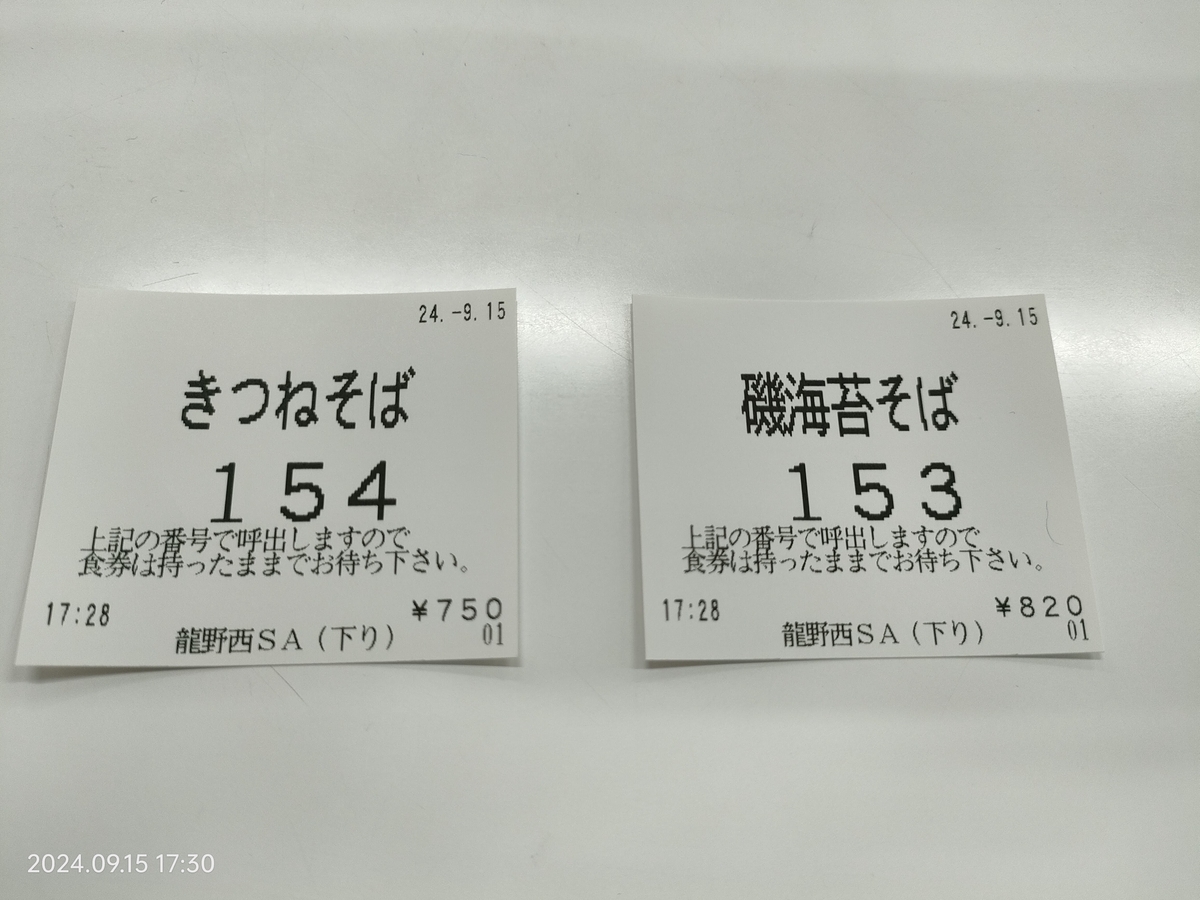 24.-9.15
きつねそば
154
上記の番号で呼出しますので
食券は持ったままでお待ち下さい。
17:28
¥750
龍野西SA(下り)
01
24.-9.15
磯海苔そば
153
上記の番号で呼出しますので
食券は持ったままでお待ち下さい。
17:28
¥820
龍野西SA(下り)
01
2024.09.15 17:30